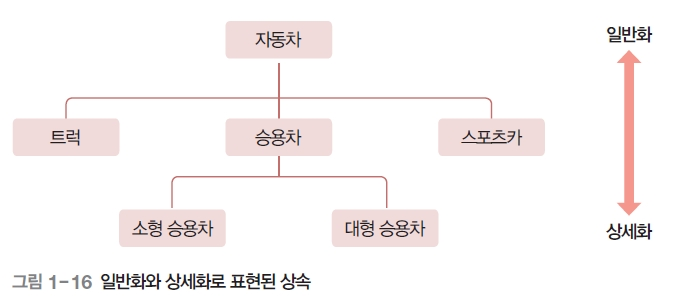 자동차
일반화
트럭
승용차
스포츠카
소형 승용차
대형 승용차
상세화
그림 1-16 일반화와 상세화로 표현된 상속